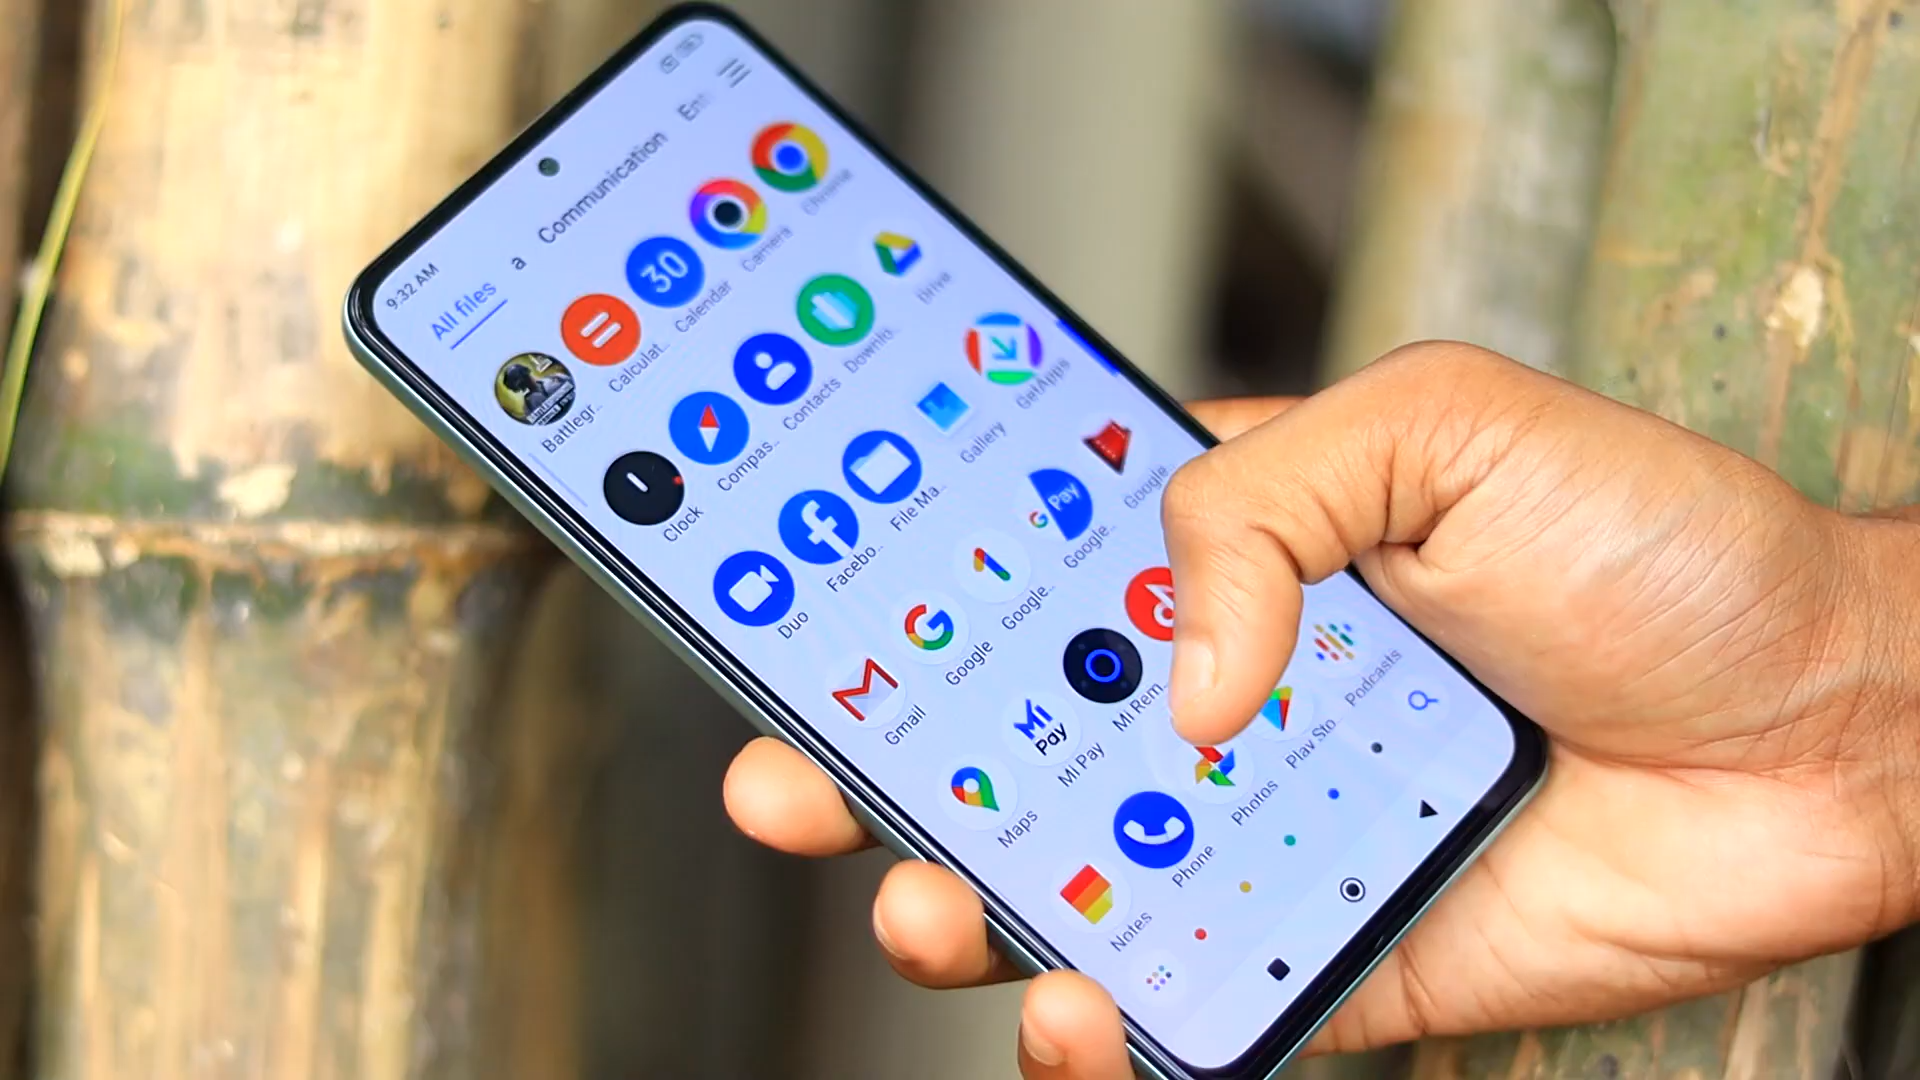 9:32 AM
All files a Communication Ent
Battlegr.. Calculat.. Calendar Camera Chrome
30
Clock Compas.. Contacts Downlo.. Drive
Duo Facebo.. File Ma.. Gallery GetApps
Gmail Google Google.. Google.. Google
G Pay
Maps Mi Pay Mi Rem..
Mi Pay
Notes Phone Photos Play Sto.. Podcasts